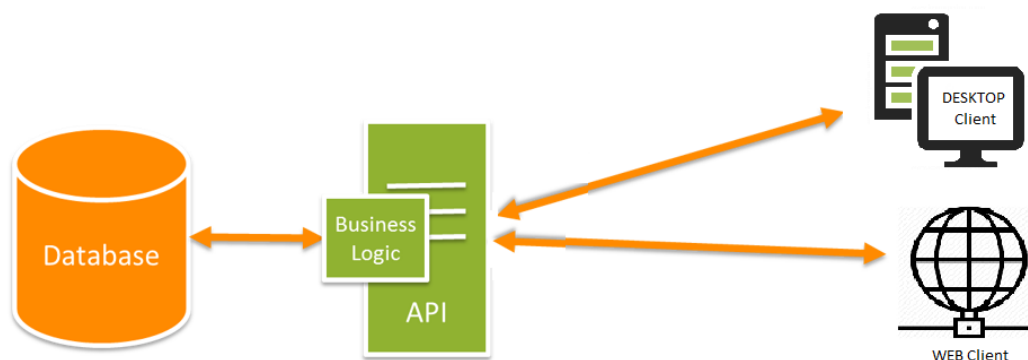 DESKTOP
Client
Database
Business
Logic
API
WEB Client